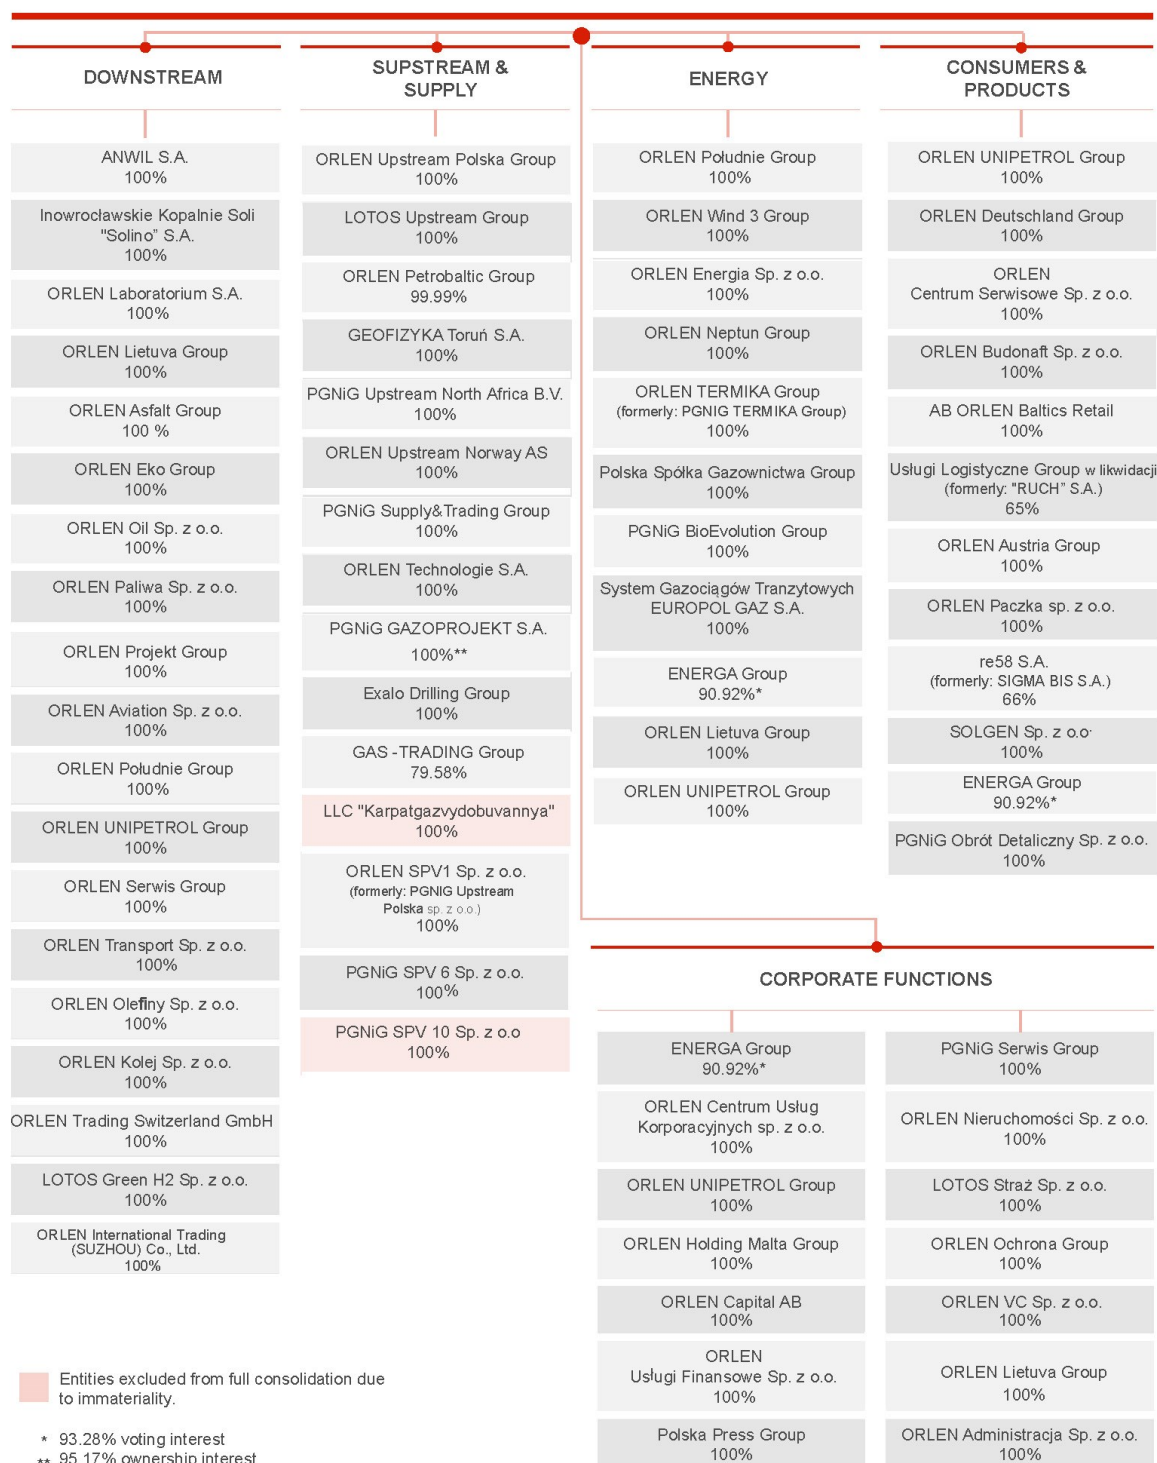 DOWNSTREAM
ANWIL S.A.
100%
Inowrocławskie Kopalnie Soli
"Solino” S.A.
100%
ORLEN Laboratorium S.A.
100%
ORLEN Lietuva Group
100%
ORLEN Asfalt Group
100 %
ORLEN Eko Group
100%
ORLEN Oil Sp. z o.o.
100%
ORLEN Paliwa Sp. z o.o.
100%
ORLEN Projekt Group
100%
ORLEN Aviation Sp. z o.o.
100%
ORLEN Południe Group
100%
ORLEN UNIPETROL Group
100%
ORLEN Serwis Group
100%
ORLEN Transport Sp. z o.o.
100%
ORLEN Olefiny Sp. z o.o.
100%
ORLEN Kolej Sp. z o.o.
100%
ORLEN Trading Switzerland GmbH
100%
LOTOS Green H2 Sp. z o.o.
100%
ORLEN International Trading
(SUZHOU) Co., Ltd.
100%
SUPSTREAM &
SUPPLY
ORLEN Upstream Polska Group
100%
LOTOS Upstream Group
100%
ORLEN Petrobaltic Group
99.99%
GEOFIZYKA Toruń S.A.
100%
PGNiG Upstream North Africa B.V.
100%
ORLEN Upstream Norway AS
100%
PGNiG Supply&Trading Group
100%
ORLEN Technologie S.A.
100%
PGNiG GAZOPROJEKT S.A.
100%**
Exalo Drilling Group
100%
GAS -TRADING Group
79.58%
LLC "Karpatgazvydobuvannya"
100%
ORLEN SPV1 Sp. z o.o.
(formerly: PGNIG Upstream
Polska sp. z o.o.)
100%
PGNiG SPV 6 Sp. z o.o.
100%
PGNiG SPV 10 Sp. z o.o
100%
ENERGY
ORLEN Południe Group
100%
ORLEN Wind 3 Group
100%
ORLEN Energia Sp. z o.o.
100%
ORLEN Neptun Group
100%
ORLEN TERMIKA Group
(formerly: PGNIG TERMIKA Group)
100%
Polska Spółka Gazownictwa Group
100%
PGNiG BioEvolution Group
100%
System Gazociągów Tranzytowych
EUROPOL GAZ S.A.
100%
ENERGA Group
90.92%*
ORLEN Lietuva Group
100%
ORLEN UNIPETROL Group
100%
CONSUMERS &
PRODUCTS
ORLEN UNIPETROL Group
100%
ORLEN Deutschland Group
100%
ORLEN
Centrum Serwisowe Sp. z o.o.
100%
ORLEN Budonaft Sp. z o.o.
100%
AB ORLEN Baltics Retail
100%
Usługi Logistyczne Group w likwidacji
(formerly: "RUCH" S.A.)
65%
ORLEN Austria Group
100%
ORLEN Paczka sp. z o.o.
100%
re58 S.A.
(formerly: SIGMA BIS S.A.)
66%
SOLGEN Sp. z o.o.
100%
ENERGA Group
90.92%*
PGNiG Obrót Detaliczny Sp. z o.o.
100%
CORPORATE FUNCTIONS
ENERGA Group
90.92%*
ORLEN Centrum Usług
Korporacyjnych sp. z o.o.
100%
ORLEN UNIPETROL Group
100%
ORLEN Holding Malta Group
100%
ORLEN Capital AB
100%
ORLEN
Usługi Finansowe Sp. z o.o.
100%
Polska Press Group
100%
PGNiG Serwis Group
100%
ORLEN Nieruchomości Sp. z o.o.
100%
LOTOS Straż Sp. z o.o.
100%
ORLEN Ochrona Group
100%
ORLEN VC Sp. z o.o.
100%
ORLEN Lietuva Group
100%
ORLEN Administracja Sp. z o.o.
100%
Entities excluded from full consolidation due
to immateriality.
* 93.28% voting interest
** 95.17% ownership interest